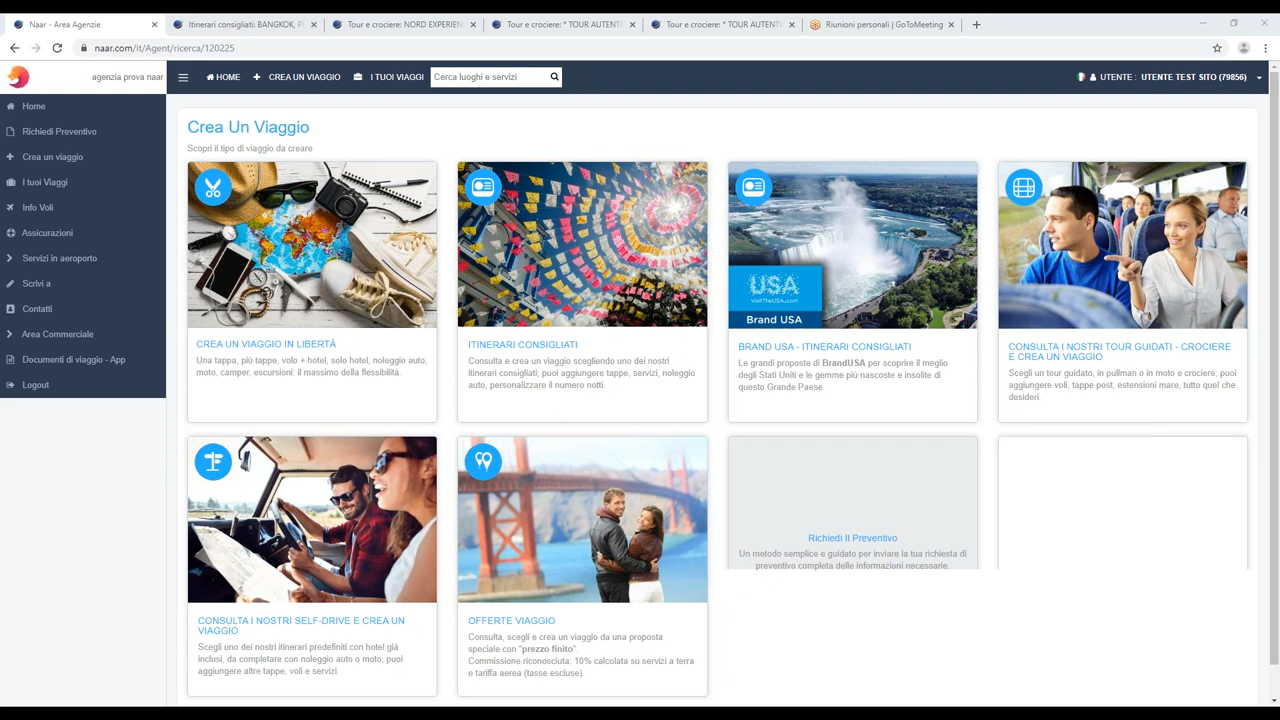 Naar - Area Agenzie
Itinerari consigliati: BANGKOK, P
Tour e crociere: NORD EXPERIEN
Tour e crociere: * TOUR AUTENTI
Tour e crociere: * TOUR AUTENTI
Riunioni personali | GoToMeeting
naar.com/it/Agent/ricerca/120225
agenzia prova naar
HOME
CREA UN VIAGGIO
I TUOI VIAGGI
Cerca luoghi e servizi
UTENTE : UTENTE TEST SITO (79856)
Home
Richiedi Preventivo
Crea un viaggio
I tuoi Viaggi
Info Voli
Assicurazioni
Servizi in aeroporto
Scrivi a
Contatti
Area Commerciale
Documenti di viaggio - App
Logout
Crea Un Viaggio
Scopri il tipo di viaggio da creare
CREA UN VIAGGIO IN LIBERTÀ
Una tappa, più tappe, volo + hotel, solo hotel, noleggio auto,
moto, camper, escursioni: il massimo della flessibilità.
ITINERARI CONSIGLIATI
Consulta e crea un viaggio scegliendo uno dei nostri
itinerari consigliati; puoi aggiungere tappe, servizi, noleggio
auto, personalizzare il numero notti.
USA
VisitTheUSA.com
Brand USA
BRAND USA - ITINERARI CONSIGLIATI
Le grandi proposte di BrandUSA per scoprire il meglio
degli Stati Uniti e le gemme più nascoste e insolite di
questo Grande Paese.
CONSULTA I NOSTRI TOUR GUIDATI - CROCIERE
E CREA UN VIAGGIO
Scegli un tour guidato, in pullman o in moto e crociere; puoi
aggiungere voli, tappe post, estensioni mare, tutto quel che
desideri.
CONSULTA I NOSTRI SELF-DRIVE E CREA UN
VIAGGIO
Scegli uno dei nostri itinerari predefiniti con hotel già
inclusi, da completare con noleggio auto o moto; puoi
aggiungere altre tappe, voli e servizi.
OFFERTE VIAGGIO
Consulta, scegli e crea un viaggio da una proposta
speciale con "prezzo finito".
Commissione riconosciuta: 10% calcolata su servizi a terra
e tariffa aerea (tasse escluse).
Richiedi Il Preventivo
Un metodo semplice e guidato per inviare la tua richiesta di
preventivo completa delle informazioni necessarie.